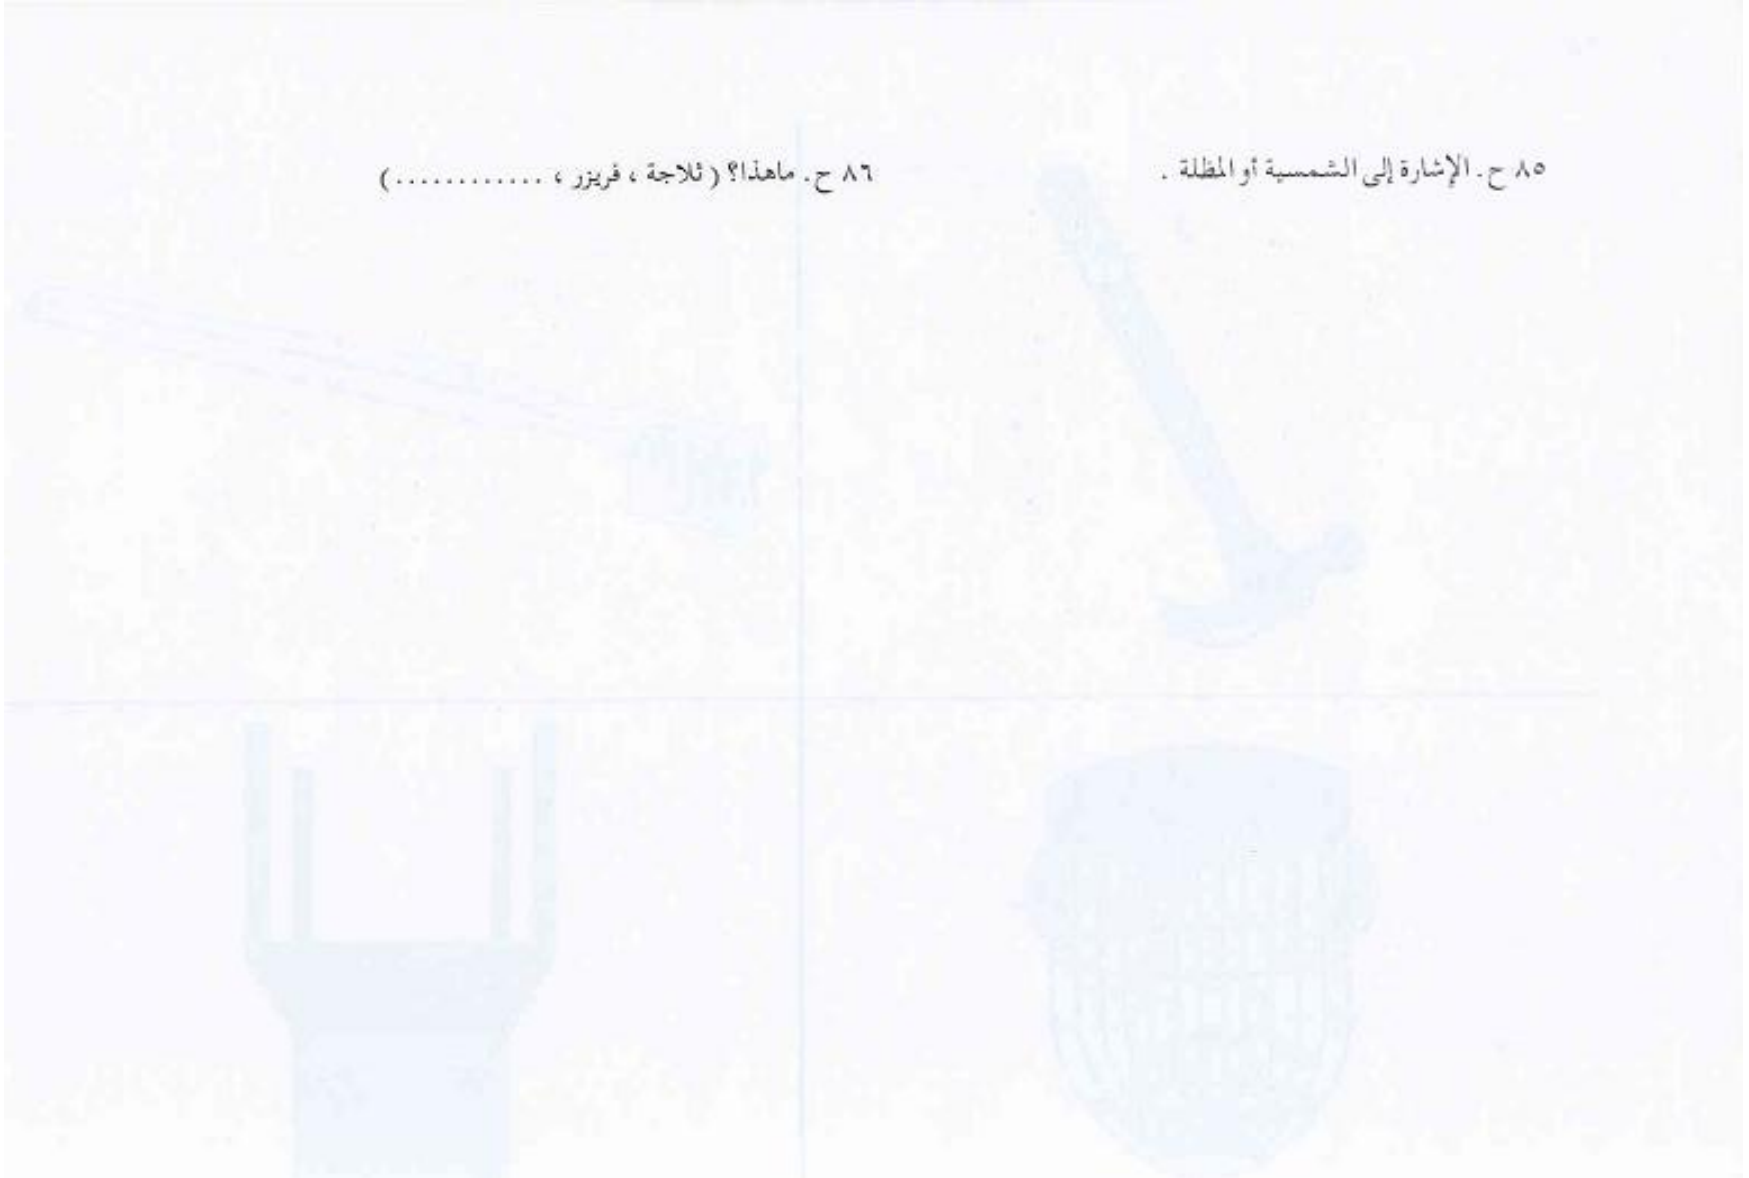 ٨٥ ح. الإشارة إلى الشمسية أو المظلة .
٨٦ ح. ماهذا؟ ( ثلاجة ، فريزر ، ............)